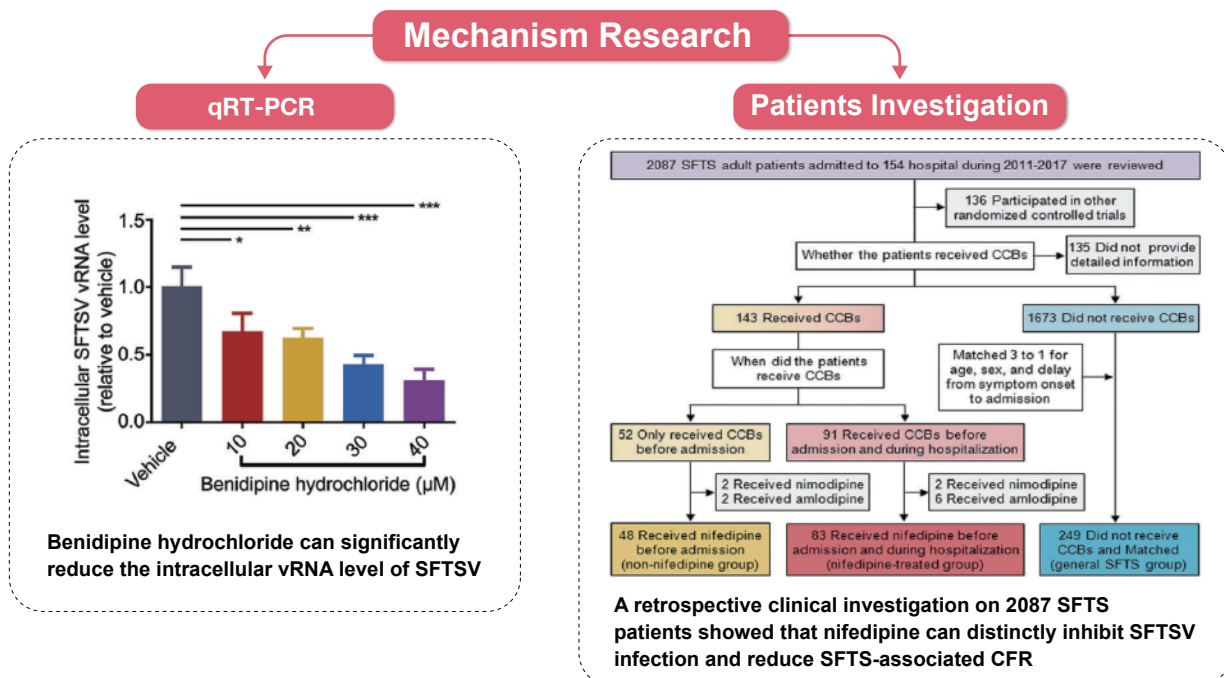 Mechanism Research
qRT-PCR
Patients Investigation
Intracellular SFTSV vRNA level
(relative to vehicle)
1.5
1.0
0.5
0.0
*
**
***
***
Vehicle
10
20
30
40
Benidipine hydrochloride (µM)
Benidipine hydrochloride can significantly
reduce the intracellular vRNA level of SFTSV
2087 SFTS adult patients admitted to 154 hospital during 2011-2017 were reviewed
136 Participated in other
randomized controlled trials
Whether the patients received CCBs
135 Did not provide
detailed information
143 Received CCBs
1673 Did not receive CCBs
When did the patients
receive CCBs
Matched 3 to 1 for
age, sex, and delay
from symptom onset
to admission
52 Only received CCBs
before admission
91 Received CCBs before
admission and during hospitalization
2 Received nimodipine
2 Received amlodipine
2 Received nimodipine
6 Received amlodipine
48 Received nifedipine
before admission
(non-nifedipine group)
83 Received nifedipine before
admission and during hospitalization
(nifedipine-treated group)
249 Did not receive
CCBs and Matched
(general SFTS group)
A retrospective clinical investigation on 2087 SFTS
patients showed that nifedipine can distinctly inhibit SFTSV
infection and reduce SFTS-associated CFR